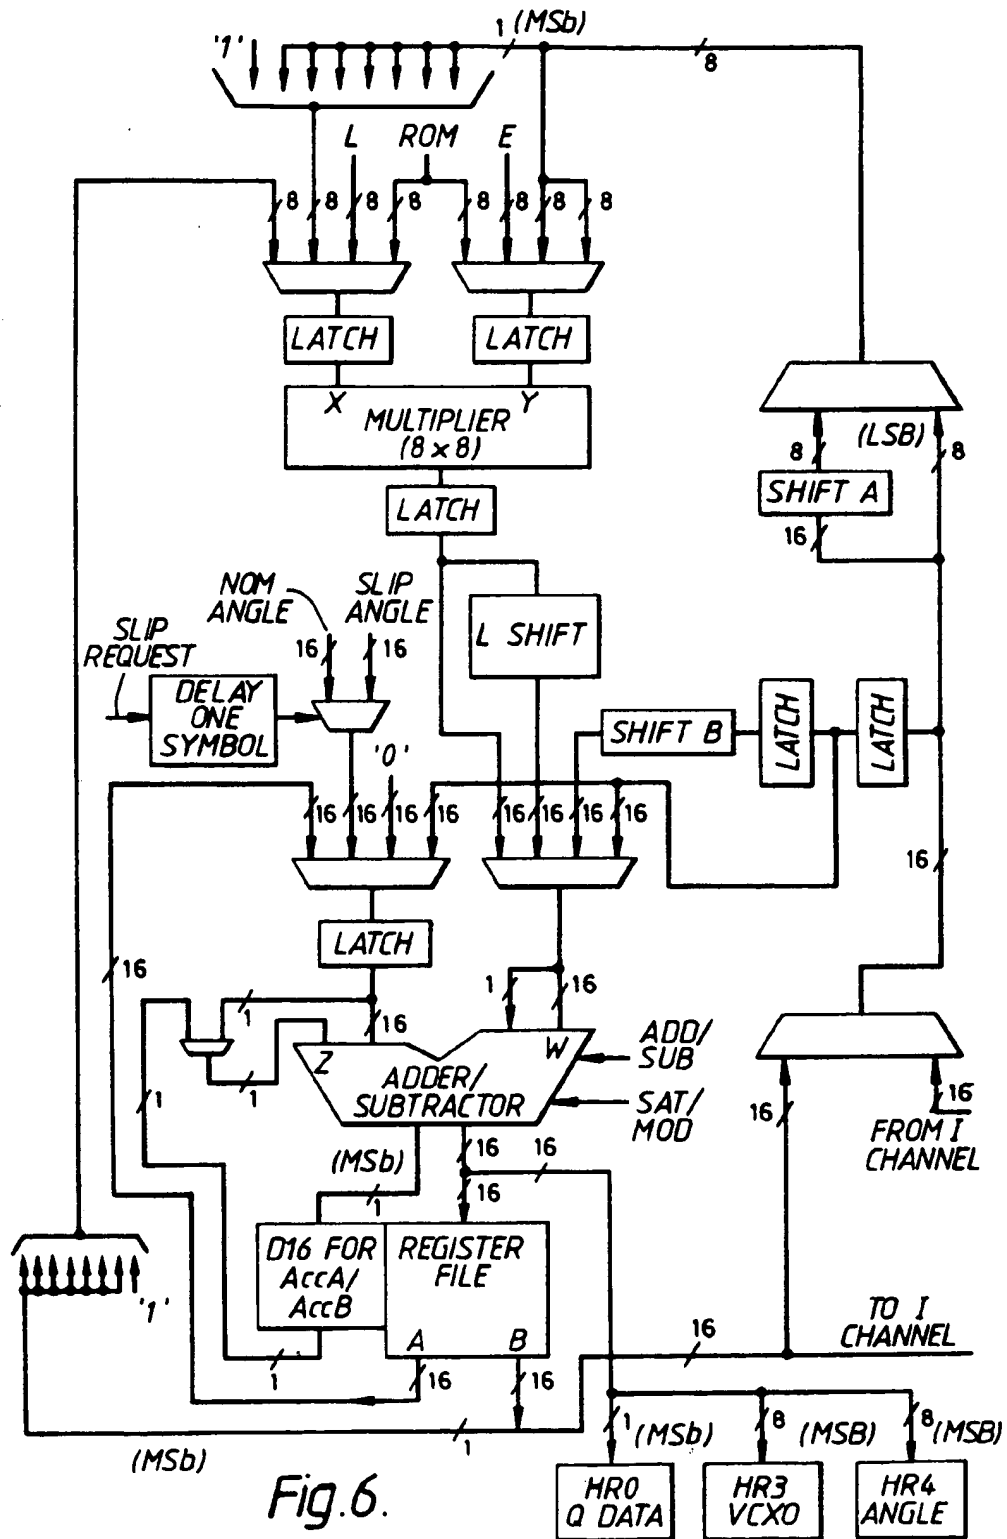 '1'
1 (MSb)
8
L ROM E
8 8 8 8 8 8 8 8
LATCH
LATCH
X Y
MULTIPLIER
(8 x 8)
LATCH
(LSB)
8 8
SHIFT A
16
NOM
ANGLE
SLIP
ANGLE
16 16
L SHIFT
SLIP
REQUEST
DELAY
ONE
SYMBOL
SHIFT B
LATCH
LATCH
'0'
16 16 16 16 16 16 16 16
16
LATCH
16
1
16
1
16
1
1
Z
W
ADDER/
SUBTRACTOR
ADD/
SUB
SAT/
MOD
16
16
FROM I
CHANNEL
(MSb)
1
16
16
16
D16 FOR
AccA/
AccB
REGISTER
FILE
A B
'1'
1
16
16
16
TO I
CHANNEL
(MSb)
1
1 (MSb)
8 (MSB)
8 (MSB)
HR0
Q DATA
HR3
VCXO
HR4
ANGLE
Fig.6.